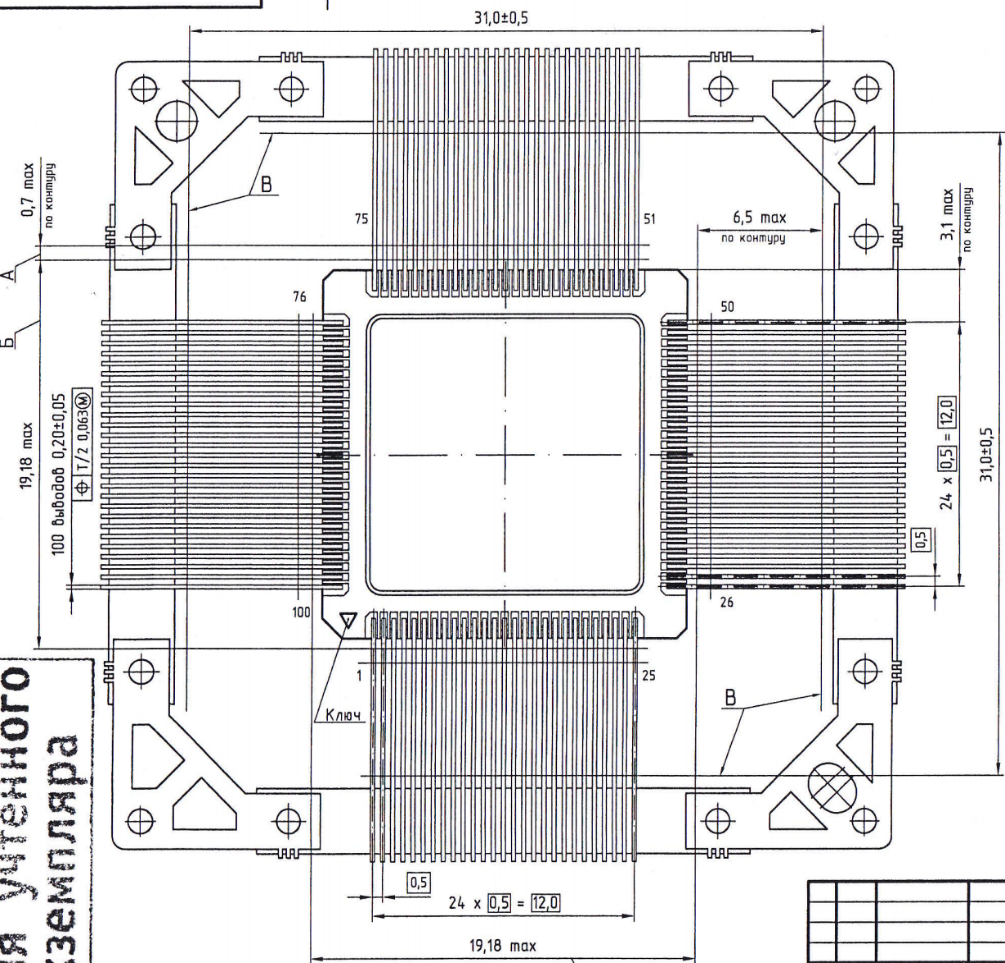 31,0±0,5
0,7 max
по контуру
А
Б
В
75
51
6,5 max
по контуру
3,1 max
по контуру
76
50
19,18 max
100 выводов 0,20±0,05
⌖ T/2 0,063Ⓜ
24 x 0,5 = 12,0
31,0±0,5
0,5
100
26
1
25
Ключ
В
0,5
24 x 0,5 = 12,0
19,18 max
учтенного